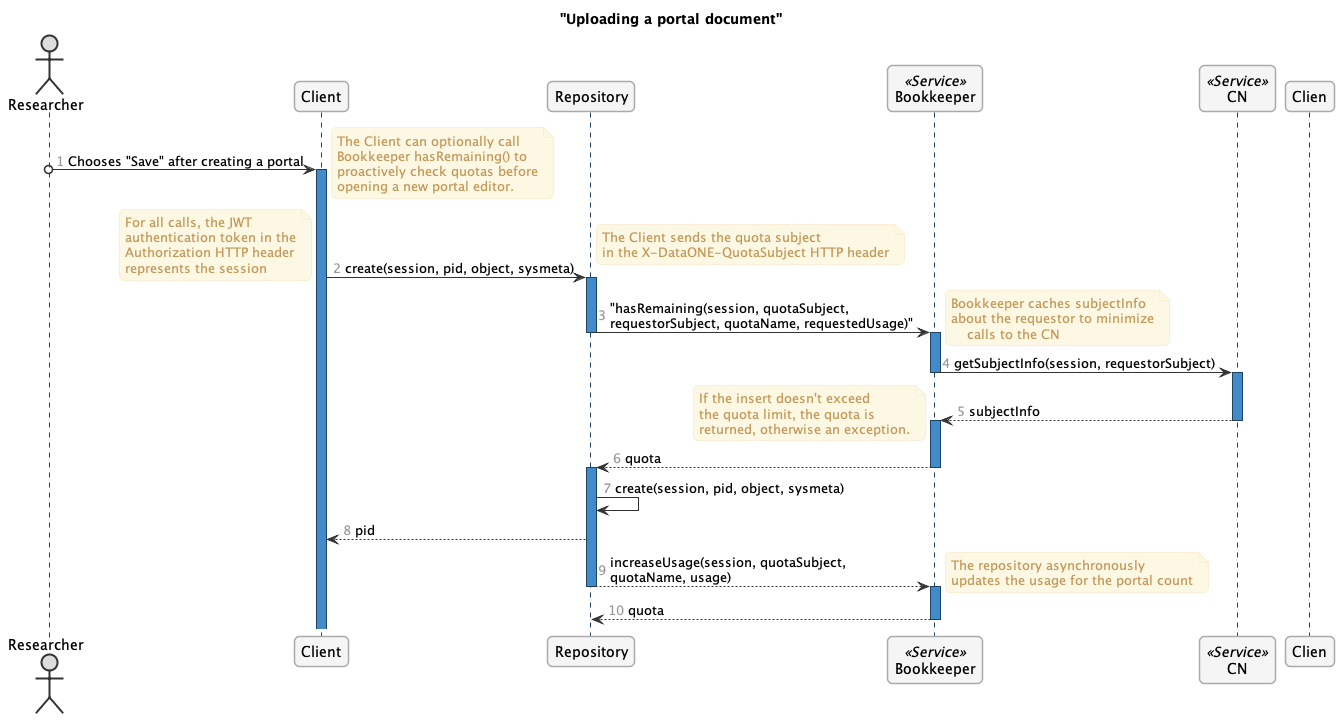 "Uploading a portal document"
Researcher
Client
Repository
«Service»
Bookkeeper
«Service»
CN
Clien
The Client can optionally call
Bookkeeper hasRemaining() to
proactively check quotas before
opening a new portal editor.
1 Chooses "Save" after creating a portal
For all calls, the JWT
authentication token in the
Authorization HTTP header
represents the session
The Client sends the quota subject
in the X-DataONE-QuotaSubject HTTP header
2 create(session, pid, object, sysmeta)
3 "hasRemaining(session, quotaSubject,
requestorSubject, quotaName, requestedUsage)"
Bookkeeper caches subjectInfo
about the requestor to minimize
calls to the CN
4 getSubjectInfo(session, requestorSubject)
If the insert doesn't exceed
the quota limit, the quota is
returned, otherwise an exception.
5 subjectInfo
6 quota
7 create(session, pid, object, sysmeta)
8 pid
9 increaseUsage(session, quotaSubject,
quotaName, usage)
The repository asynchronously
updates the usage for the portal count
10 quota
Researcher
Client
Repository
«Service»
Bookkeeper
«Service»
CN
Clien